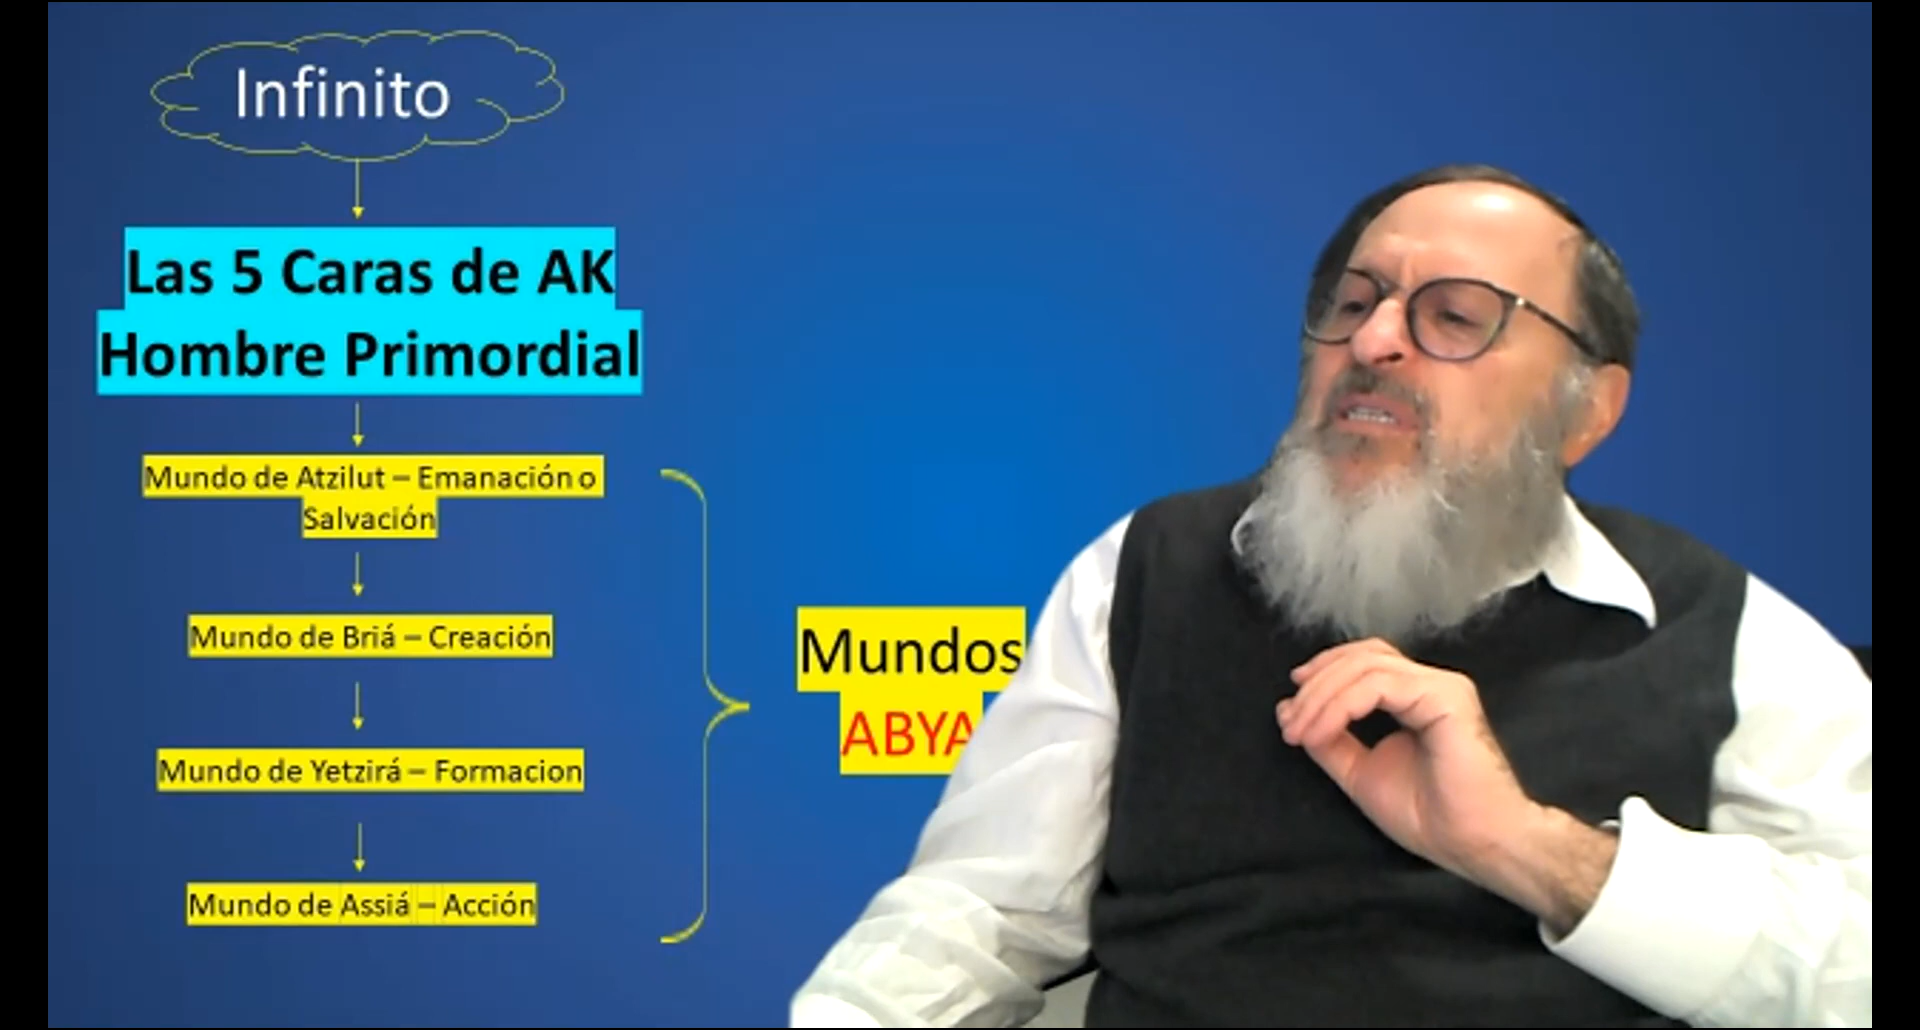 Infinito
Las 5 Caras de AK
Hombre Primordial
Mundo de Atzilut – Emanación o
Salvación
Mundo de Briá – Creación
Mundo de Yetzirá – Formacion
Mundo de Assiá – Acción
Mundos
ABYA